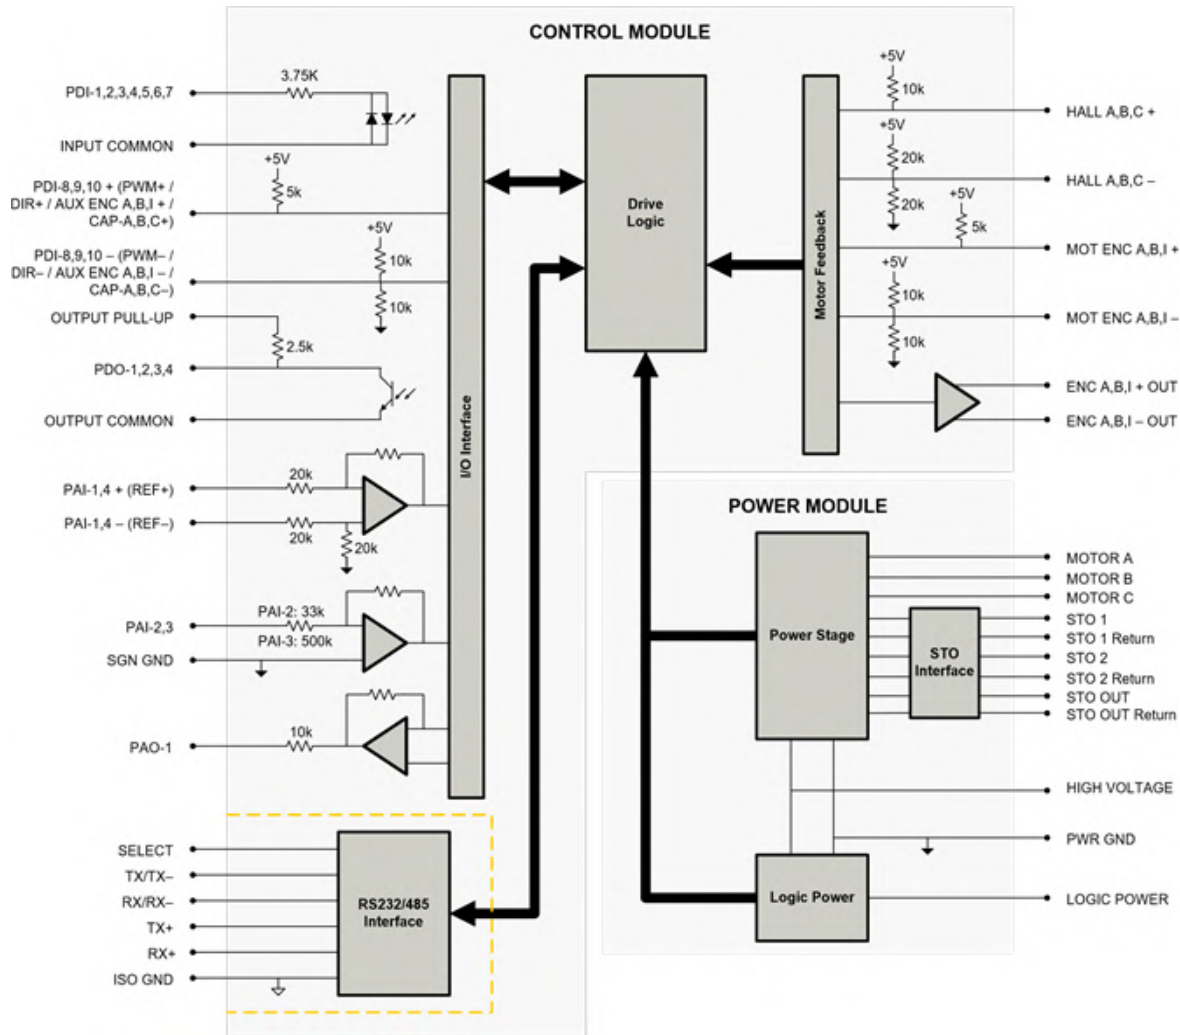 CONTROL MODULE
PDI-1,2,3,4,5,6,7
3.75K
INPUT COMMON
+5V
5k
PDI-8,9,10 + (PWM+ /
DIR+ / AUX ENC A,B,I + /
CAP-A,B,C+)
+5V
10k
10k
PDI-8,9,10 – (PWM– /
DIR– / AUX ENC A,B,I – /
CAP-A,B,C–)
OUTPUT PULL-UP
2.5k
PDO-1,2,3,4
OUTPUT COMMON
PAI-1,4 + (REF+)
20k
PAI-1,4 – (REF–)
20k
20k
PAI-2,3
PAI-2: 33k
PAI-3: 500k
SGN GND
PAO-1
10k
I/O Interface
Drive
Logic
Motor Feedback
+5V
10k
HALL A,B,C +
+5V
20k
20k
HALL A,B,C –
+5V
5k
MOT ENC A,B,I +
+5V
10k
10k
MOT ENC A,B,I –
ENC A,B,I + OUT
ENC A,B,I – OUT
SELECT
TX/TX–
RX/RX–
TX+
RX+
ISO GND
RS232/485
Interface
POWER MODULE
Power Stage
STO
Interface
MOTOR A
MOTOR B
MOTOR C
STO 1
STO 1 Return
STO 2
STO 2 Return
STO OUT
STO OUT Return
HIGH VOLTAGE
PWR GND
Logic Power
LOGIC POWER